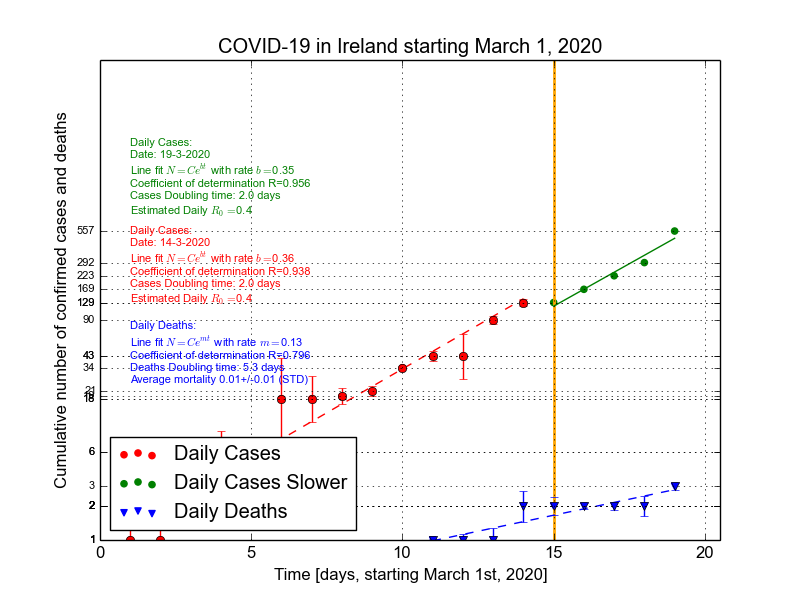 COVID-19 in Ireland starting March 1, 2020
Cumulative number of confirmed cases and deaths
Daily Cases:
Date: 19-3-2020
Line fit N = Ce^{bt} with rate b = 0.35
Coefficient of determination R=0.956
Cases Doubling time: 2.0 days
Estimated Daily R_0 = 0.4
Daily Cases:
Date: 14-3-2020
Line fit N = Ce^{bt} with rate b = 0.36
Coefficient of determination R=0.938
Cases Doubling time: 2.0 days
Estimated Daily R_0 = 0.4
Daily Deaths:
Line fit N = Ce^{mt} with rate m = 0.13
Coefficient of determination R=0.796
Deaths Doubling time: 5.3 days
Average mortality 0.01+/-0.01 (STD)
557
292
223
169
129
90
43
34
21
18
6
3
2
1
Daily Cases
Daily Cases Slower
Daily Deaths
0 5 10 15 20
Time [days, starting March 1st, 2020]